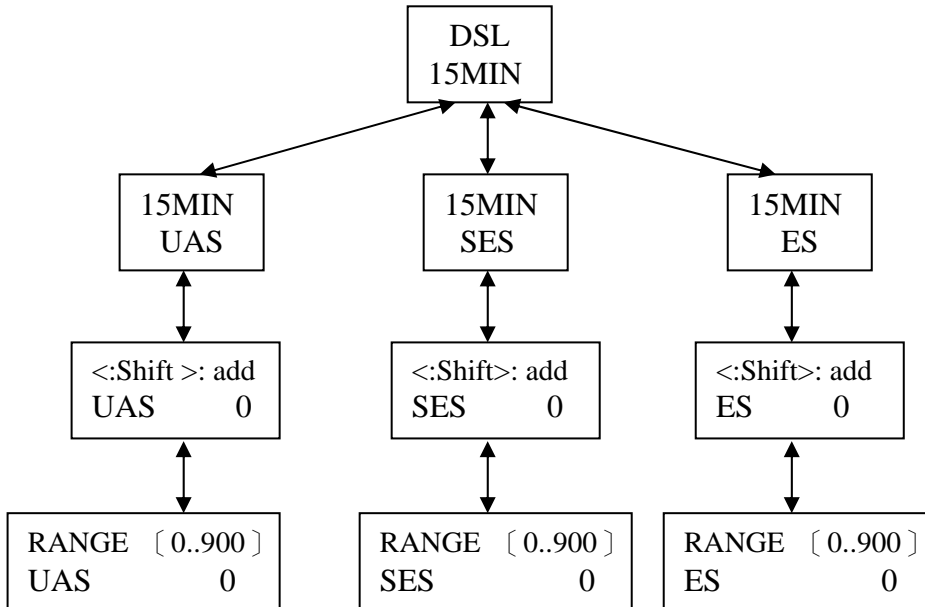 DSL
15MIN
15MIN
UAS
15MIN
SES
15MIN
ES
<:Shift >: add
UAS 0
<:Shift>: add
SES 0
<:Shift>: add
ES 0
RANGE 〔0..900〕
UAS 0
RANGE 〔0..900〕
SES 0
RANGE 〔0..900〕
ES 0